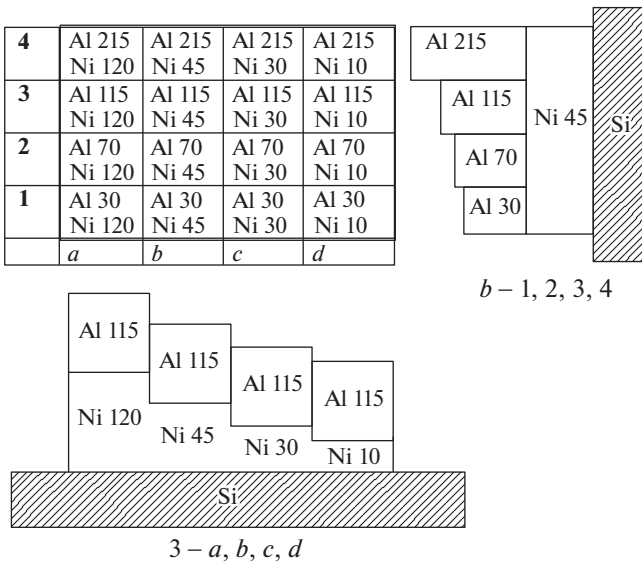 4 Al 215 Al 215 Al 215 Al 215
Ni 120 Ni 45 Ni 30 Ni 10
3 Al 115 Al 115 Al 115 Al 115
Ni 120 Ni 45 Ni 30 Ni 10
2 Al 70 Al 70 Al 70 Al 70
Ni 120 Ni 45 Ni 30 Ni 10
1 Al 30 Al 30 Al 30 Al 30
Ni 120 Ni 45 Ni 30 Ni 10
a b c d
Al 215
Al 115
Al 70
Al 30
Ni 45
Si
b – 1, 2, 3, 4
Al 115
Al 115
Al 115
Al 115
Ni 120
Ni 45
Ni 30
Ni 10
Si
3 – a, b, c, d